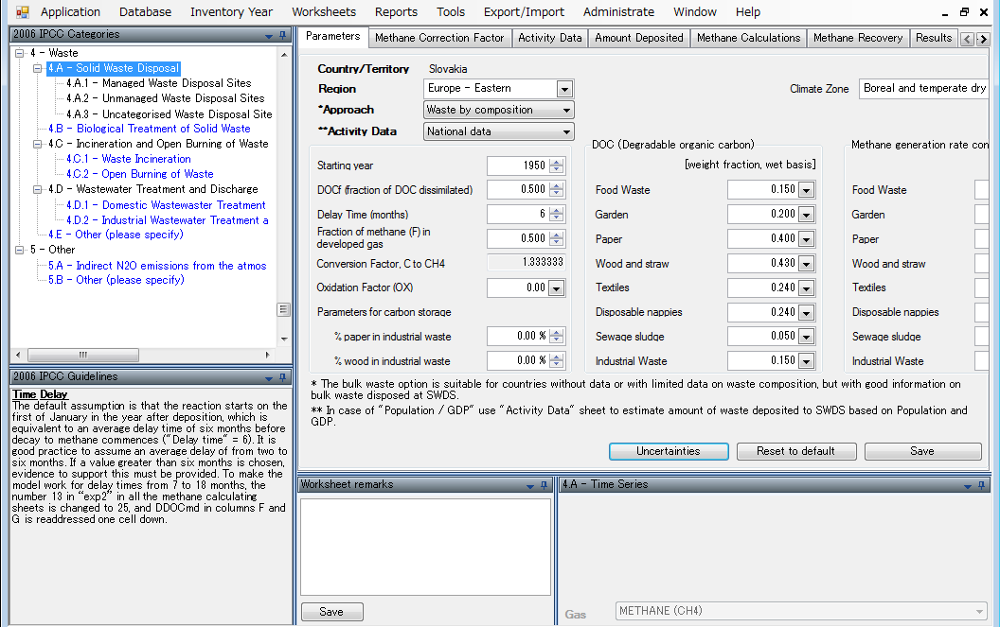 Application Database Inventory Year Worksheets Reports Tools Export/Import Administrate Window Help
2006 IPCC Categories
4 - Waste
4.A - Solid Waste Disposal
4.A.1 - Managed Waste Disposal Sites
4.A.2 - Unmanaged Waste Disposal Sites
4.A.3 - Uncategorised Waste Disposal Site
4.B - Biological Treatment of Solid Waste
4.C - Incineration and Open Burning of Waste
4.C.1 - Waste Incineration
4.C.2 - Open Burning of Waste
4.D - Wastewater Treatment and Discharge
4.D.1 - Domestic Wastewater Treatment
4.D.2 - Industrial Wastewater Treatment a
4.E - Other (please specify)
5 - Other
5.A - Indirect N2O emissions from the atmos
5.B - Other (please specify)
2006 IPCC Guidelines
Time Delay
The default assumption is that the reaction starts on the
first of January in the year after deposition, which is
equivalent to an average delay time of six months before
decay to methane commences ("Delay time" = 6). It is
good practice to assume an average delay of from two to
six months. If a value greater than six months is chosen,
evidence to support this must be provided. To make the
model work for delay times from 7 to 18 months, the
number 13 in "exp2" in all the methane calculating
sheets is changed to 25, and DDOCmd in columns F and
G is readdressed one cell down.
Parameters Methane Correction Factor Activity Data Amount Deposited Methane Calculations Methane Recovery Results
Country/Territory Slovakia
Region Europe - Eastern Climate Zone Boreal and temperate dry
*Approach Waste by composition
**Activity Data National data
Starting year 1950
DOCf (fraction of DOC dissimilated) 0.500
Delay Time (months) 6
Fraction of methane (F) in
developed gas 0.500
Conversion Factor, C to CH4 1.333333
Oxidation Factor (OX) 0.00
Parameters for carbon storage
% paper in industrial waste 0.00 %
% wood in industrial waste 0.00 %
DOC (Degradable organic carbon)
[weight fraction, wet basis]
Food Waste 0.150
Garden 0.200
Paper 0.400
Wood and straw 0.430
Textiles 0.240
Disposable nappies 0.240
Sewage sludge 0.050
Industrial Waste 0.150
Methane generation rate con
Food Waste
Garden
Paper
Wood and straw
Textiles
Disposable nappies
Sewage sludge
Industrial Waste
* The bulk waste option is suitable for countries without data or with limited data on waste composition, but with good information on
bulk waste disposed at SWDS.
** In case of "Population / GDP" use "Activity Data" sheet to estimate amount of waste deposited to SWDS based on Population and
GDP.
Uncertainties Reset to default Save
Worksheet remarks
Save
4.A - Time Series
Gas METHANE (CH4)